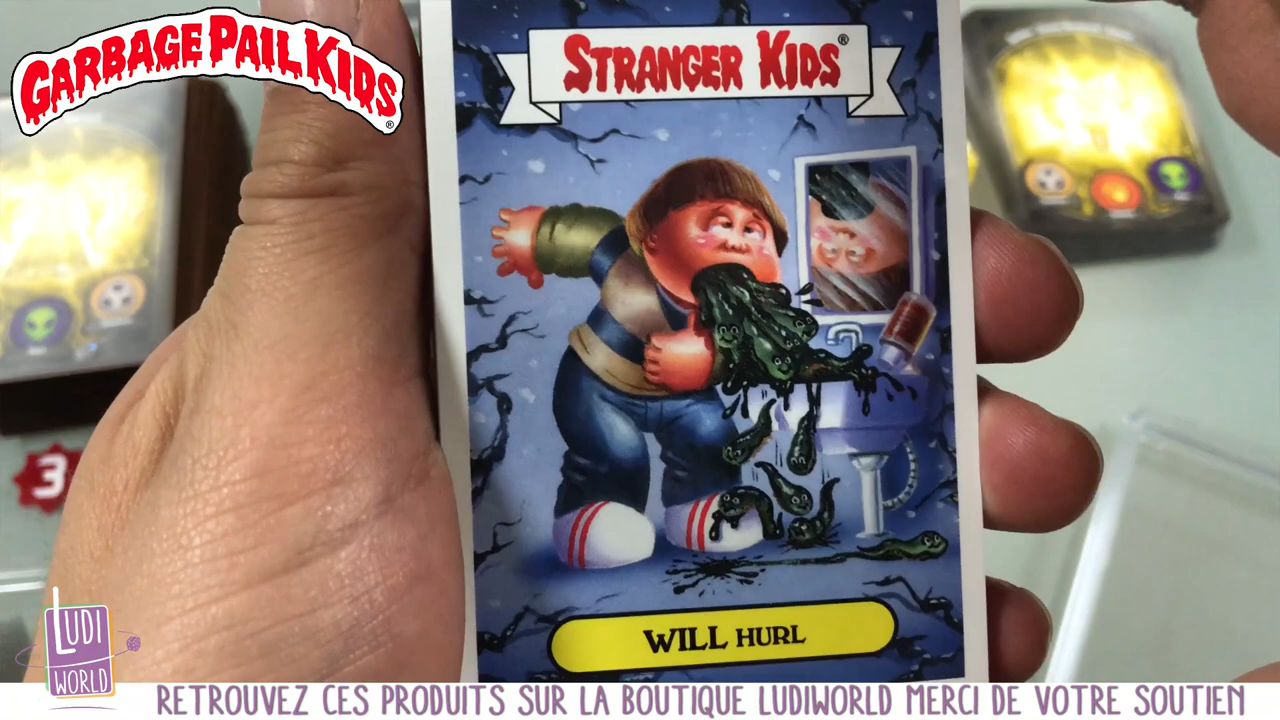 GARBAGE PAIL KIDS®
STRANGER KIDS®
3
WILL HURL
LUDI
WORLD
RETROUVEZ CES PRODUITS SUR LA BOUTIQUE LUDIWORLD MERCI DE VOTRE SOUTIEN